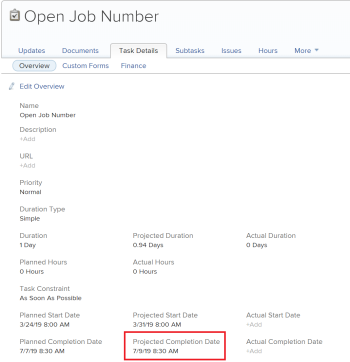 Open Job Number
Updates Documents Task Details Subtasks Issues Hours More
Overview Custom Forms Finance
Edit Overview
Name
Open Job Number
Description
+Add
URL
+Add
Priority
Normal
Duration Type
Simple
Duration Projected Duration Actual Duration
1 Day 0.94 Days 0 Days
Planned Hours Actual Hours
0 Hours 0 Hours
Task Constraint
As Soon As Possible
Planned Start Date Projected Start Date Actual Start Date
3/24/19 8:00 AM 3/31/19 8:00 AM +Add
Planned Completion Date Projected Completion Date Actual Completion Date
7/7/19 8:30 AM 7/9/19 8:30 AM +Add